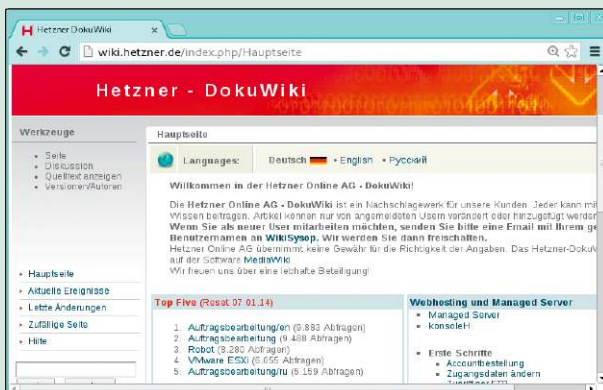 Hetzner DokuWiki
wiki.hetzner.de/index.php/Hauptseite
Hetzner - DokuWiki
Werkzeuge
Seite
Diskussion
Quelltext anzeigen
Versionen/Autoren
Hauptseite
Aktuelle Ereignisse
Letzte Änderungen
Zufällige Seite
Hilfe
Hauptseite
Languages: Deutsch • English • Русский
Willkommen in der Hetzner Online AG - DokuWiki!
Die Hetzner Online AG - DokuWiki ist ein Nachschlagewerk für unsere Kunden. Jeder kann mit
Wissen beitragen. Artikel können nur von angemeldeten Usern verändert oder hinzugefügt werden
Wenn Sie als neuer User mitarbeiten möchten, senden Sie bitte eine Email mit Ihrem
Benutzernamen an WikiSysop. Wir werden Sie dann freischalten.
Hetzner Online AG übernimmt keine Gewähr für die Richtigkeit der Angaben. Das
auf der Software MediaWiki
Wir freuen uns über eine lebhafte Beteiligung!
Top Five (Reset 07.01.14)
1. Auftragsbearbeitung/en (9.883 Abfragen)
2. Auftragsbearbeitung (9.488 Abfragen)
3. Robot (8.280 Abfragen)
4. VMware ESXi (6.055 Abfragen)
5. Auftragsbearbeitung/ru (5.159 Abfragen)
Webhosting und Managed Server
Managed Server
konsoleH
Erste Schritte
Accountbestellung
Zugangsdaten ändern